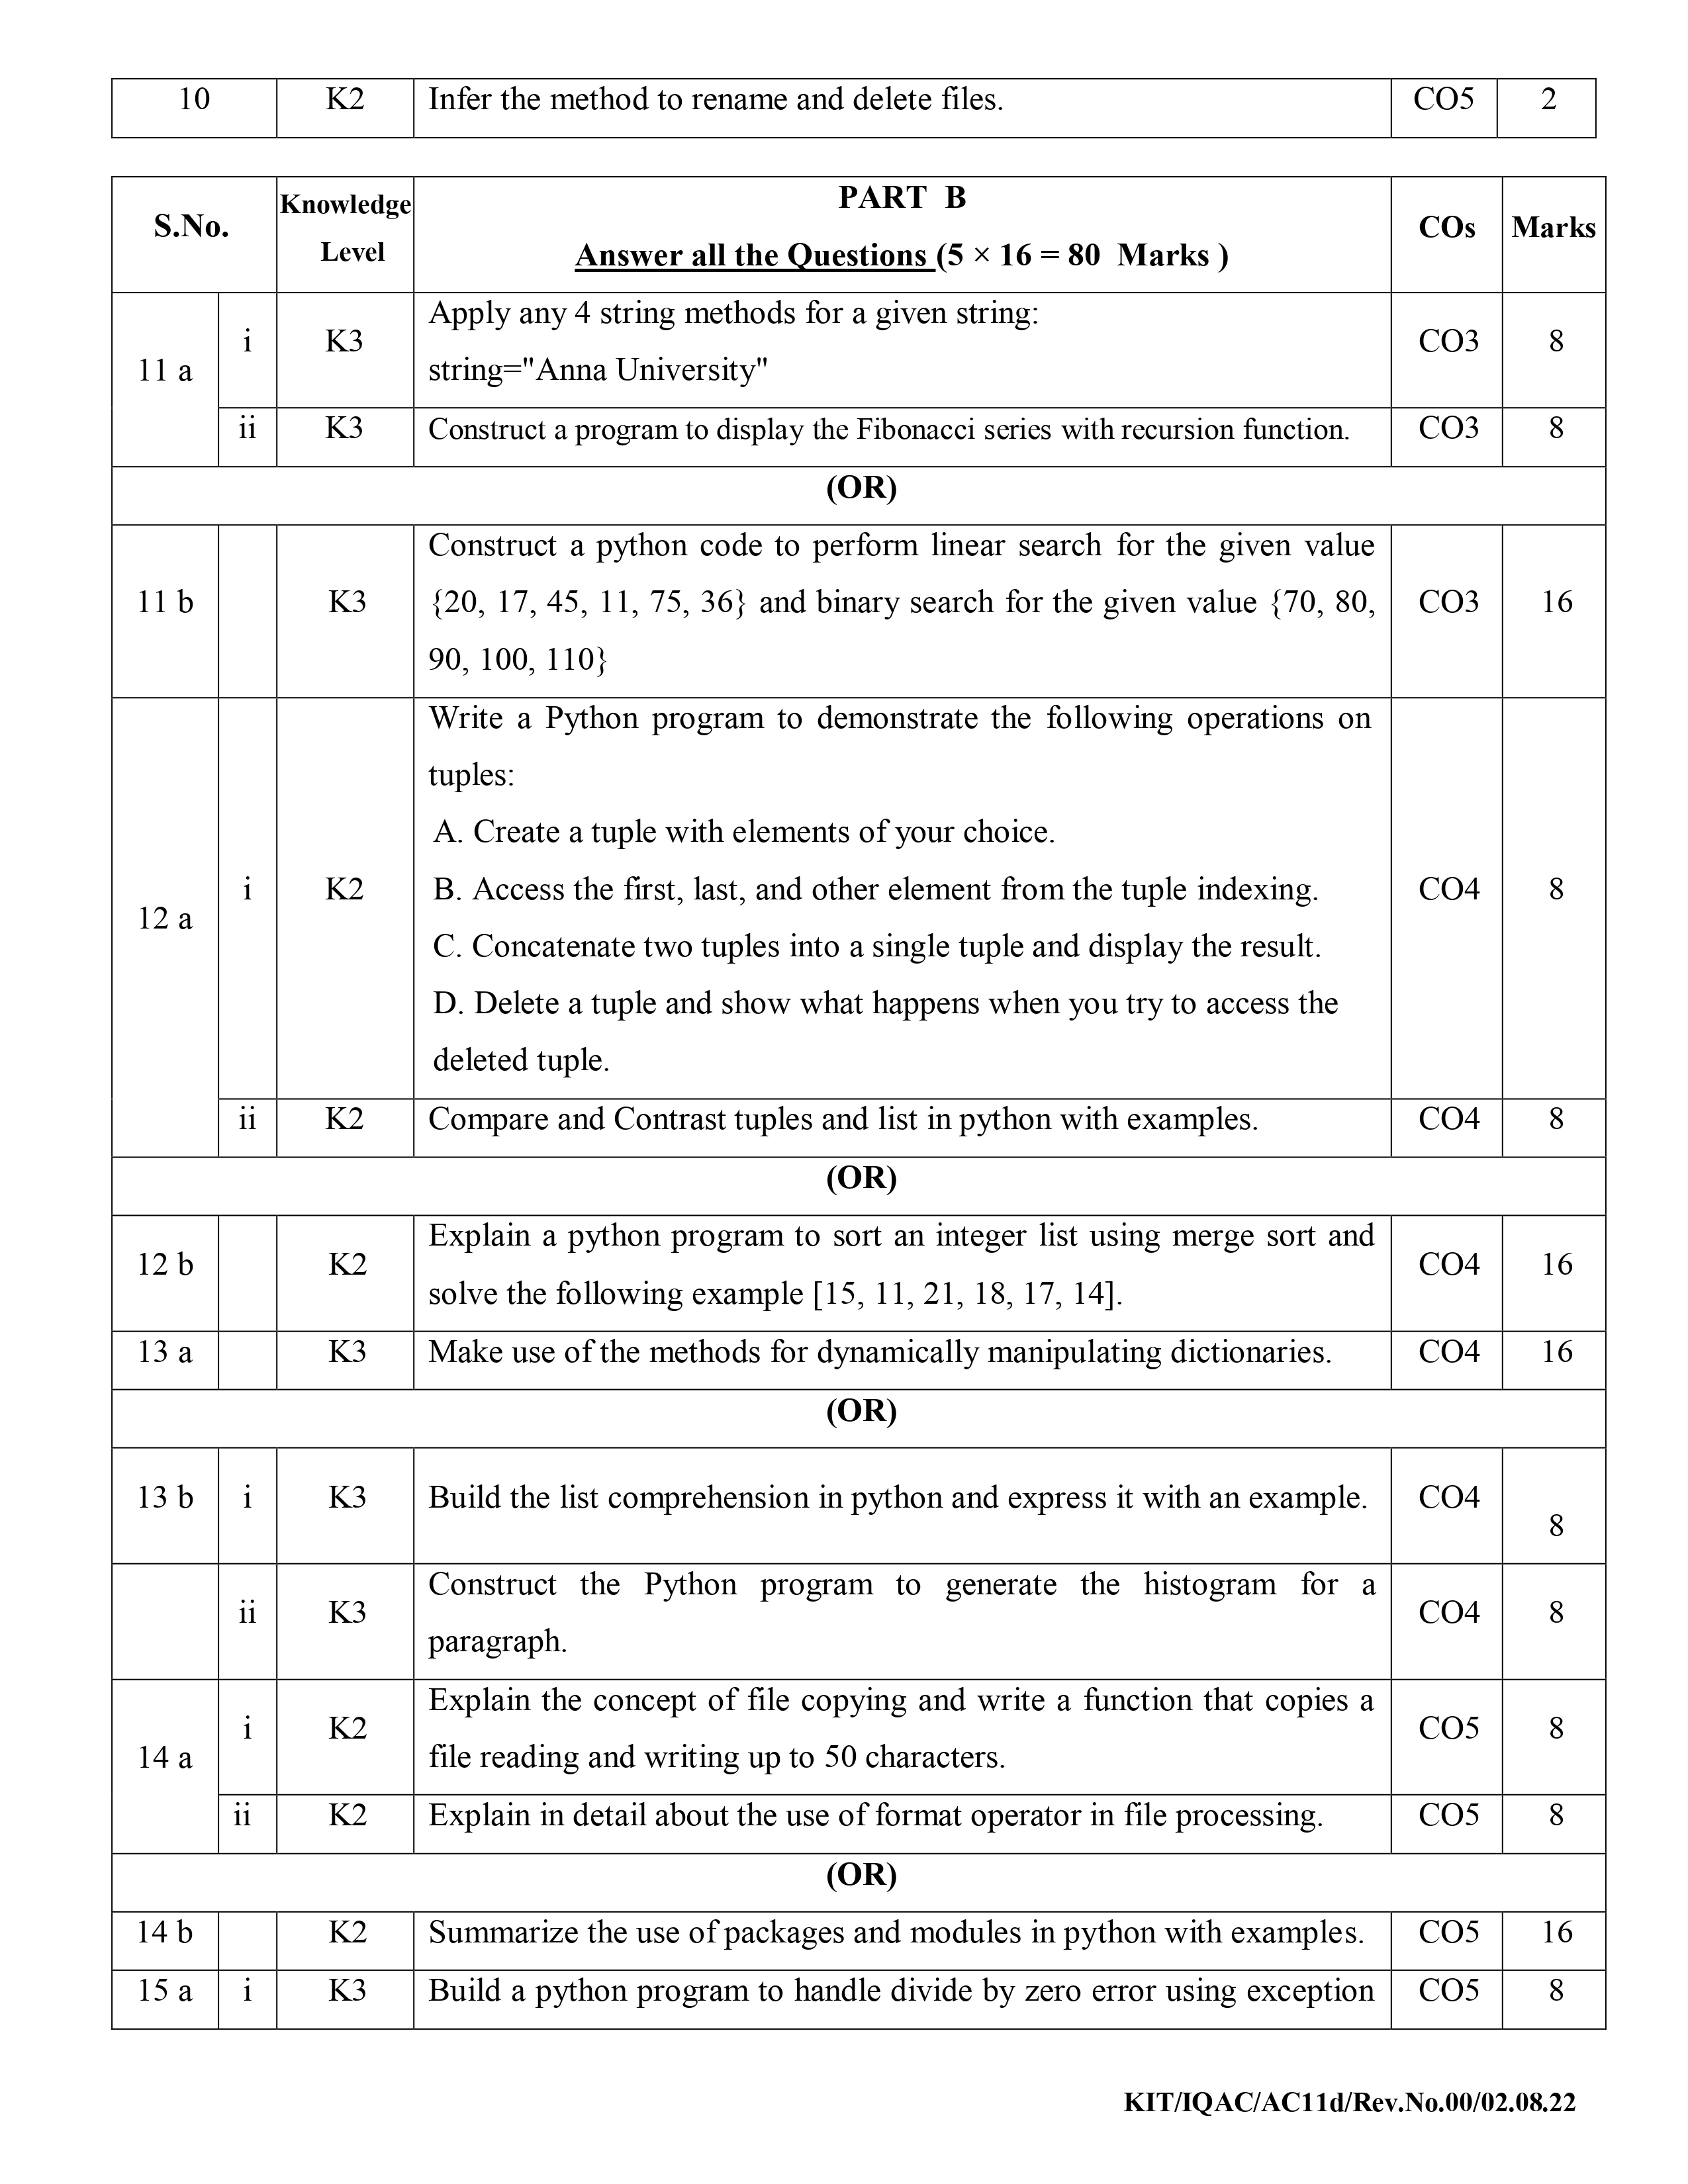 10 K2 Infer the method to rename and delete files. CO5 2
S.No. Knowledge Level PART B COs Marks
Answer all the Questions (5 × 16 = 80 Marks )
11 a i K3 Apply any 4 string methods for a given string: CO3 8
string="Anna University"
ii K3 Construct a program to display the Fibonacci series with recursion function. CO3 8
(OR)
11 b K3 Construct a python code to perform linear search for the given value CO3 16
{20, 17, 45, 11, 75, 36} and binary search for the given value {70, 80,
90, 100, 110}
12 a i K2 Write a Python program to demonstrate the following operations on CO4 8
tuples:
A. Create a tuple with elements of your choice.
B. Access the first, last, and other element from the tuple indexing.
C. Concatenate two tuples into a single tuple and display the result.
D. Delete a tuple and show what happens when you try to access the
deleted tuple.
ii K2 Compare and Contrast tuples and list in python with examples. CO4 8
(OR)
12 b K2 Explain a python program to sort an integer list using merge sort and CO4 16
solve the following example [15, 11, 21, 18, 17, 14].
13 a K3 Make use of the methods for dynamically manipulating dictionaries. CO4 16
(OR)
13 b i K3 Build the list comprehension in python and express it with an example. CO4 8
ii K3 Construct the Python program to generate the histogram for a CO4 8
paragraph.
14 a i K2 Explain the concept of file copying and write a function that copies a CO5 8
file reading and writing up to 50 characters.
ii K2 Explain in detail about the use of format operator in file processing. CO5 8
(OR)
14 b K2 Summarize the use of packages and modules in python with examples. CO5 16
15 a i K3 Build a python program to handle divide by zero error using exception CO5 8
KIT/IQAC/AC11d/Rev.No.00/02.08.22